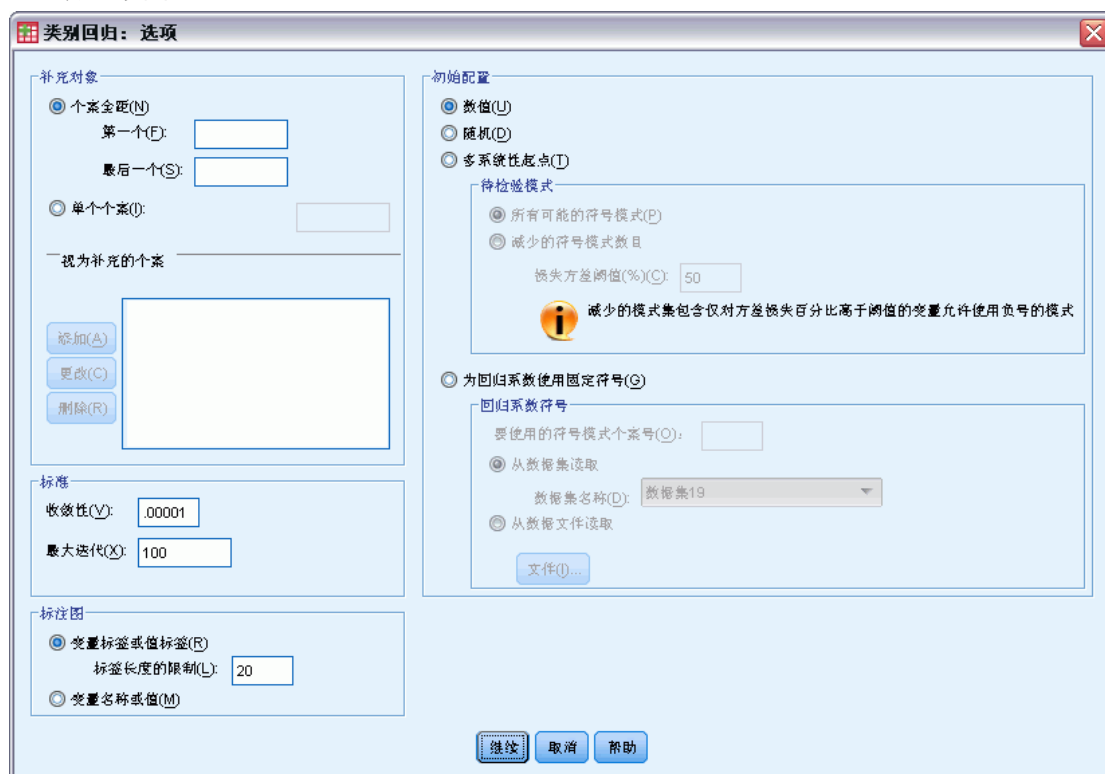 类别回归：选项
补充对象
个案全距(N)
第一个(F):
最后一个(S):
单个个案(I):
视为补充的个案
添加(A)
更改(C)
删除(R)
标准
收敛性(V): .00001
最大迭代(X): 100
标注图
变量标签或值标签(R)
标签长度的限制(L): 20
变量名称或值(M)
初始配置
数值(U)
随机(D)
多系统性起点(T)
待检验模式
所有可能的符号模式(P)
减少的符号模式数目
损失方差阈值(%)(C): 50
减少的模式集包含仅对方差损失百分比高于阈值的变量允许使用负号的模式
为回归系数使用固定符号(G)
回归系数符号
要使用的符号模式个案号(O):
从数据集读取
数据集名称(D): 数据集19
从数据文件读取
文件(I)...
继续 取消 帮助